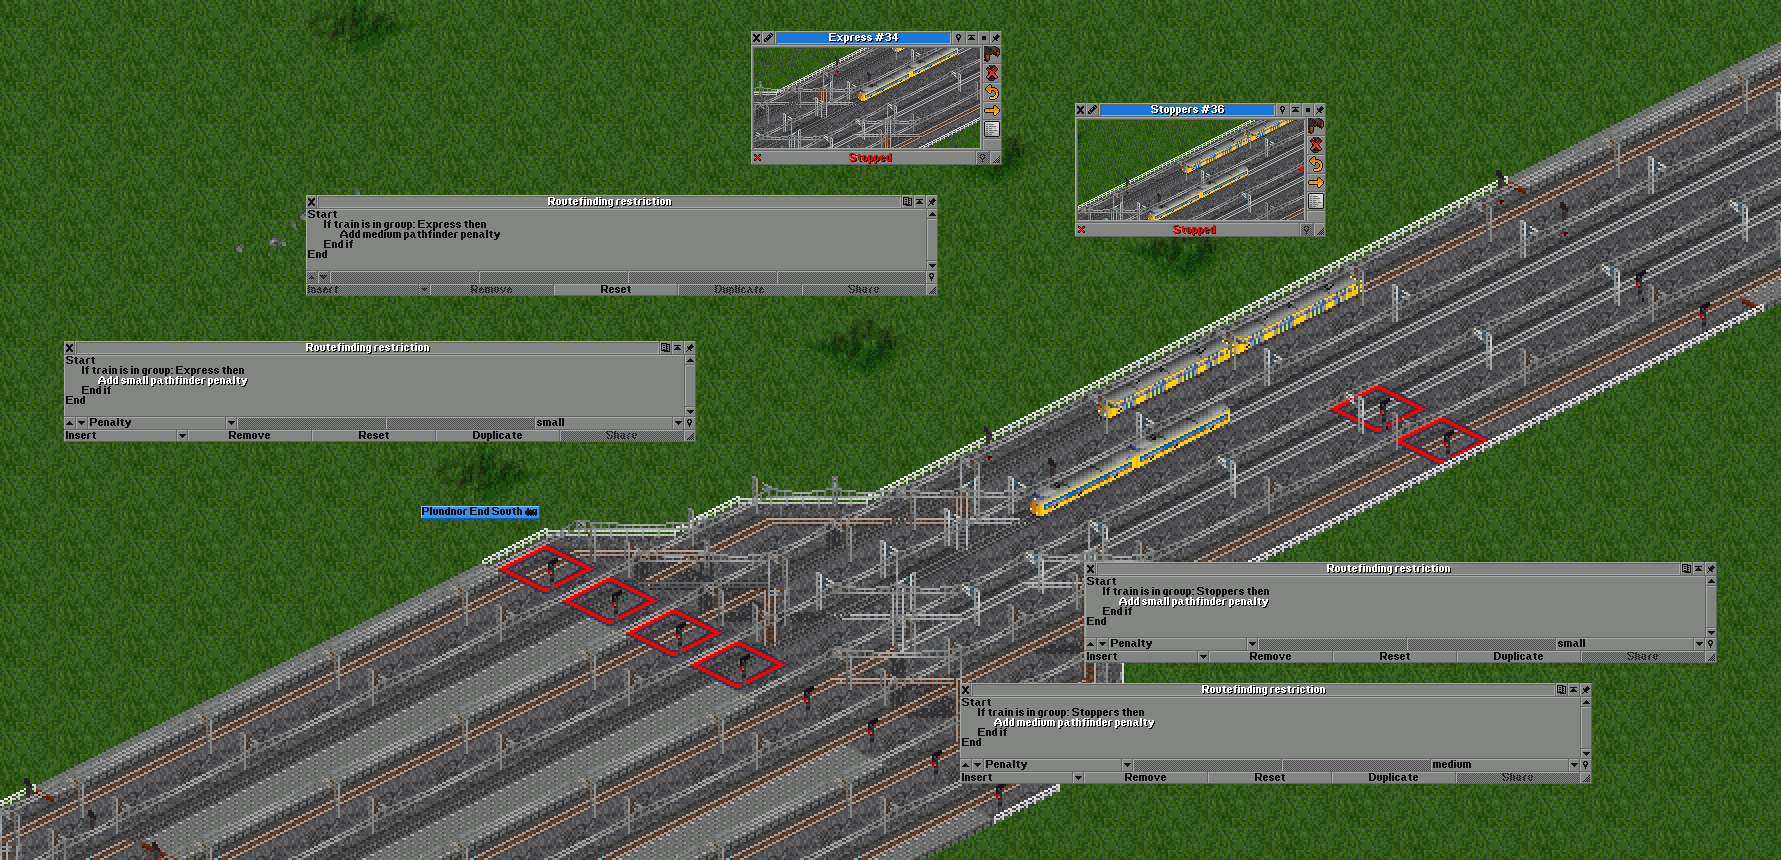 Express #34
Stopped
Stoppers #36
Stopped
Routefinding restriction
Start
If train is in group: Express then
Add medium pathfinder penalty
End if
End
Insert
Remove
Reset
Duplicate
Share
Routefinding restriction
Start
If train is in group: Express then
Add small pathfinder penalty
End if
End
Penalty
small
Insert
Remove
Reset
Duplicate
Share
Plundnor End South
Routefinding restriction
Start
If train is in group: Stoppers then
Add small pathfinder penalty
End if
End
Penalty
small
Insert
Remove
Reset
Duplicate
Share
Routefinding restriction
Start
If train is in group: Stoppers then
Add medium pathfinder penalty
End if
End
Penalty
medium
Insert
Remove
Reset
Duplicate
Share